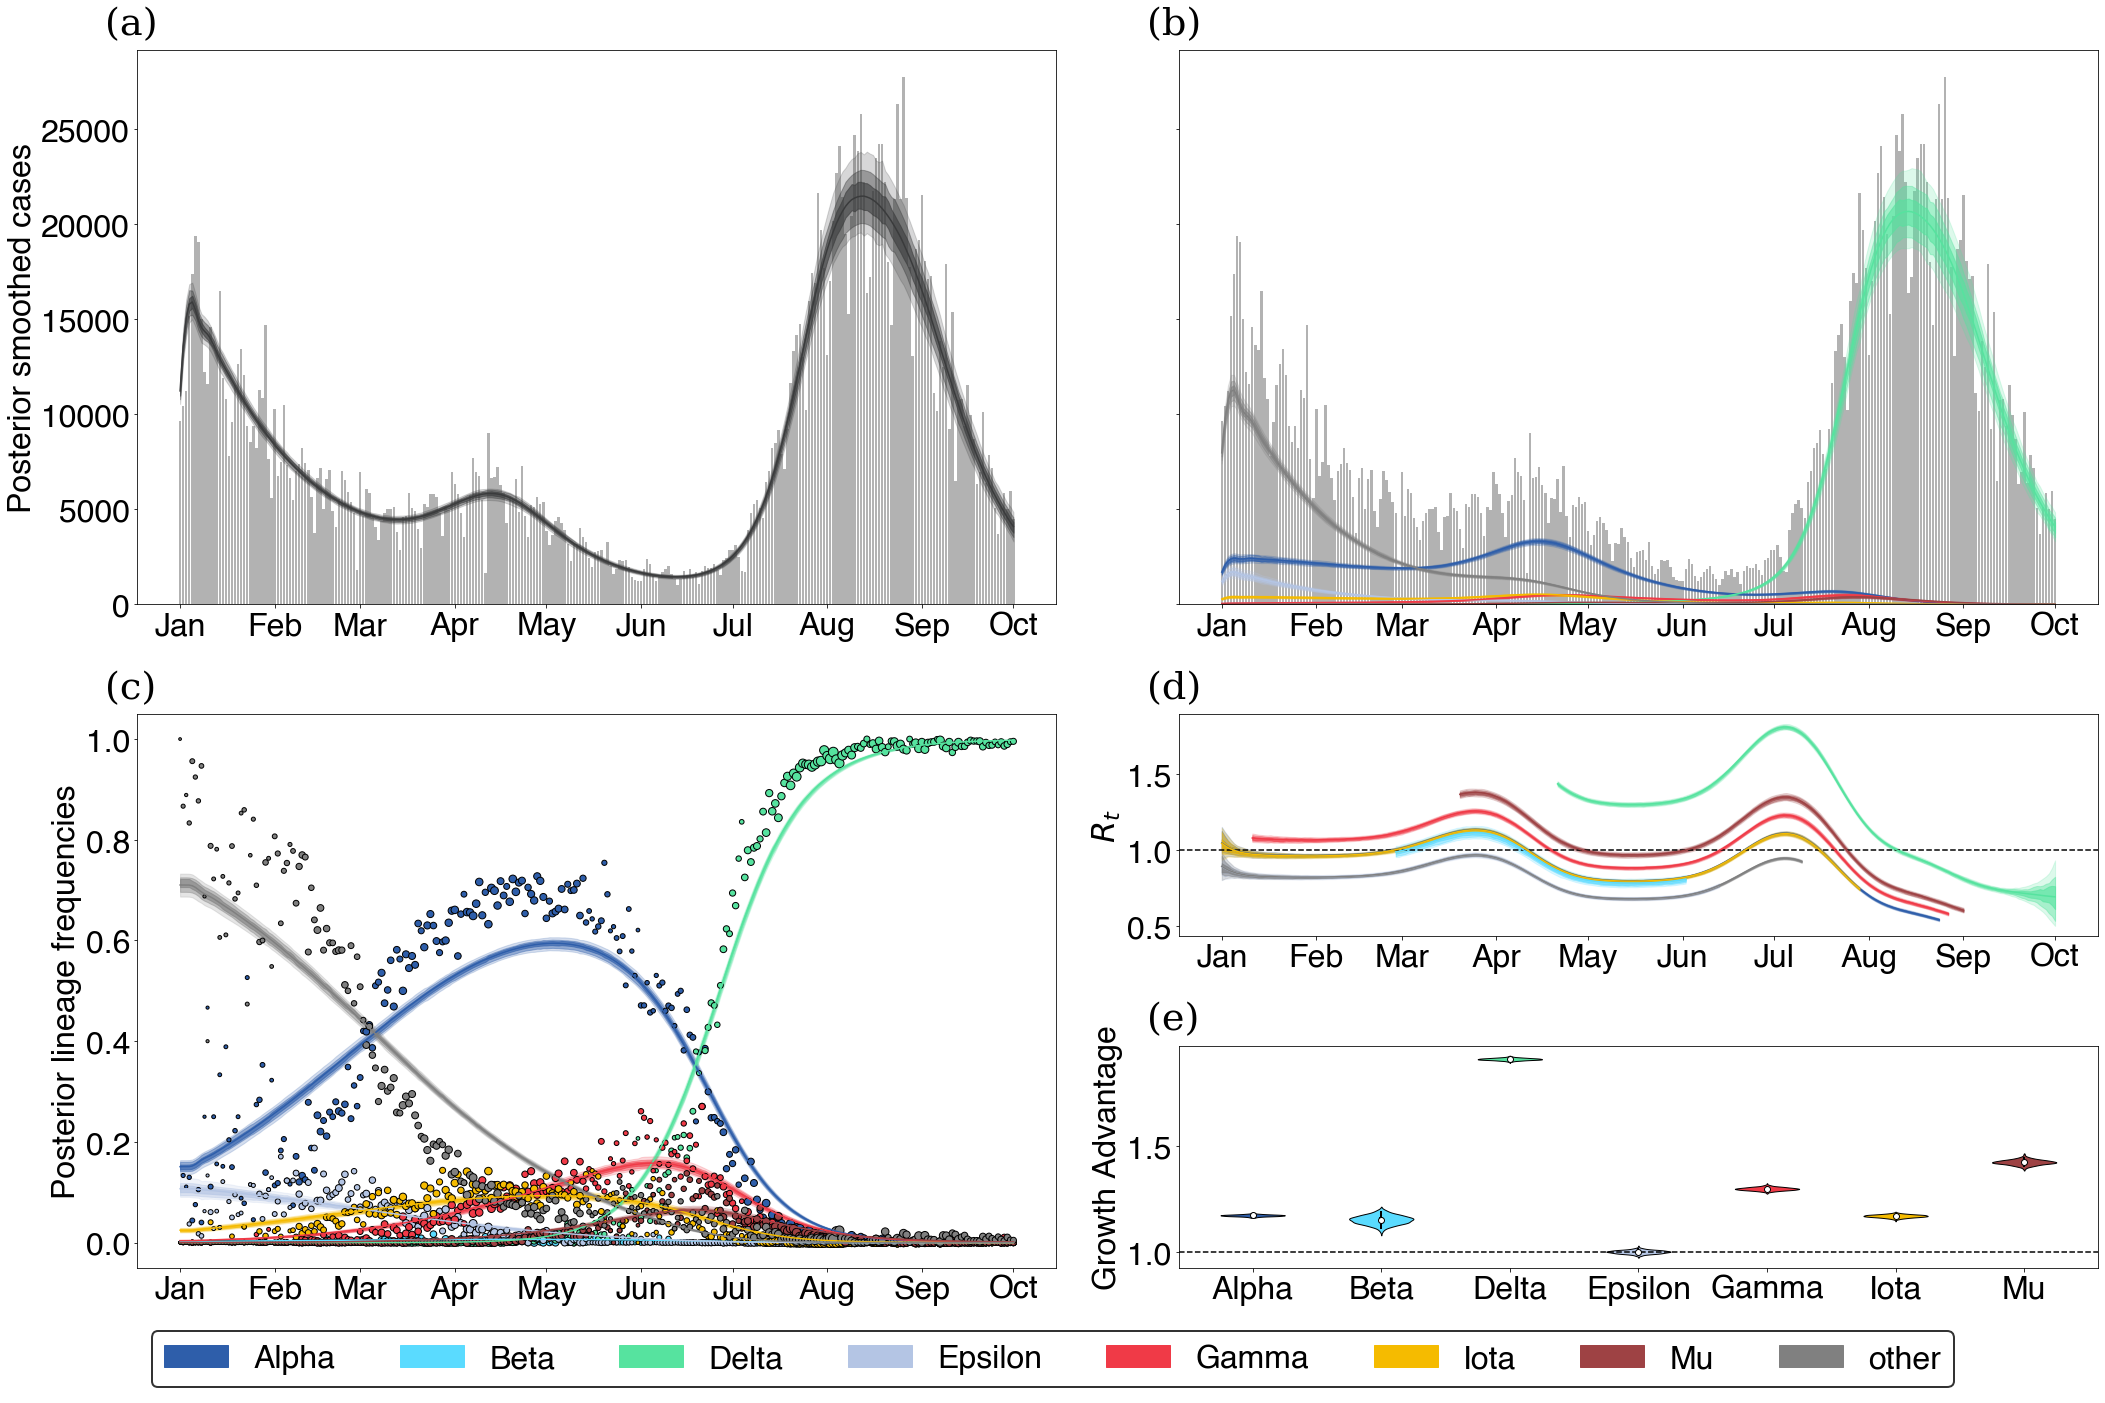 (a)
Posterior smoothed cases
25000
20000
15000
10000
5000
0
Jan Feb Mar Apr May Jun Jul Aug Sep Oct
(b)
Jan Feb Mar Apr May Jun Jul Aug Sep Oct
(c)
Posterior lineage frequencies
1.0
0.8
0.6
0.4
0.2
0.0
Jan Feb Mar Apr May Jun Jul Aug Sep Oct
(d)
Rt
1.5
1.0
0.5
Jan Feb Mar Apr May Jun Jul Aug Sep Oct
(e)
Growth Advantage
1.5
1.0
Alpha Beta Delta Epsilon Gamma Iota Mu
Alpha Beta Delta Epsilon Gamma Iota Mu other